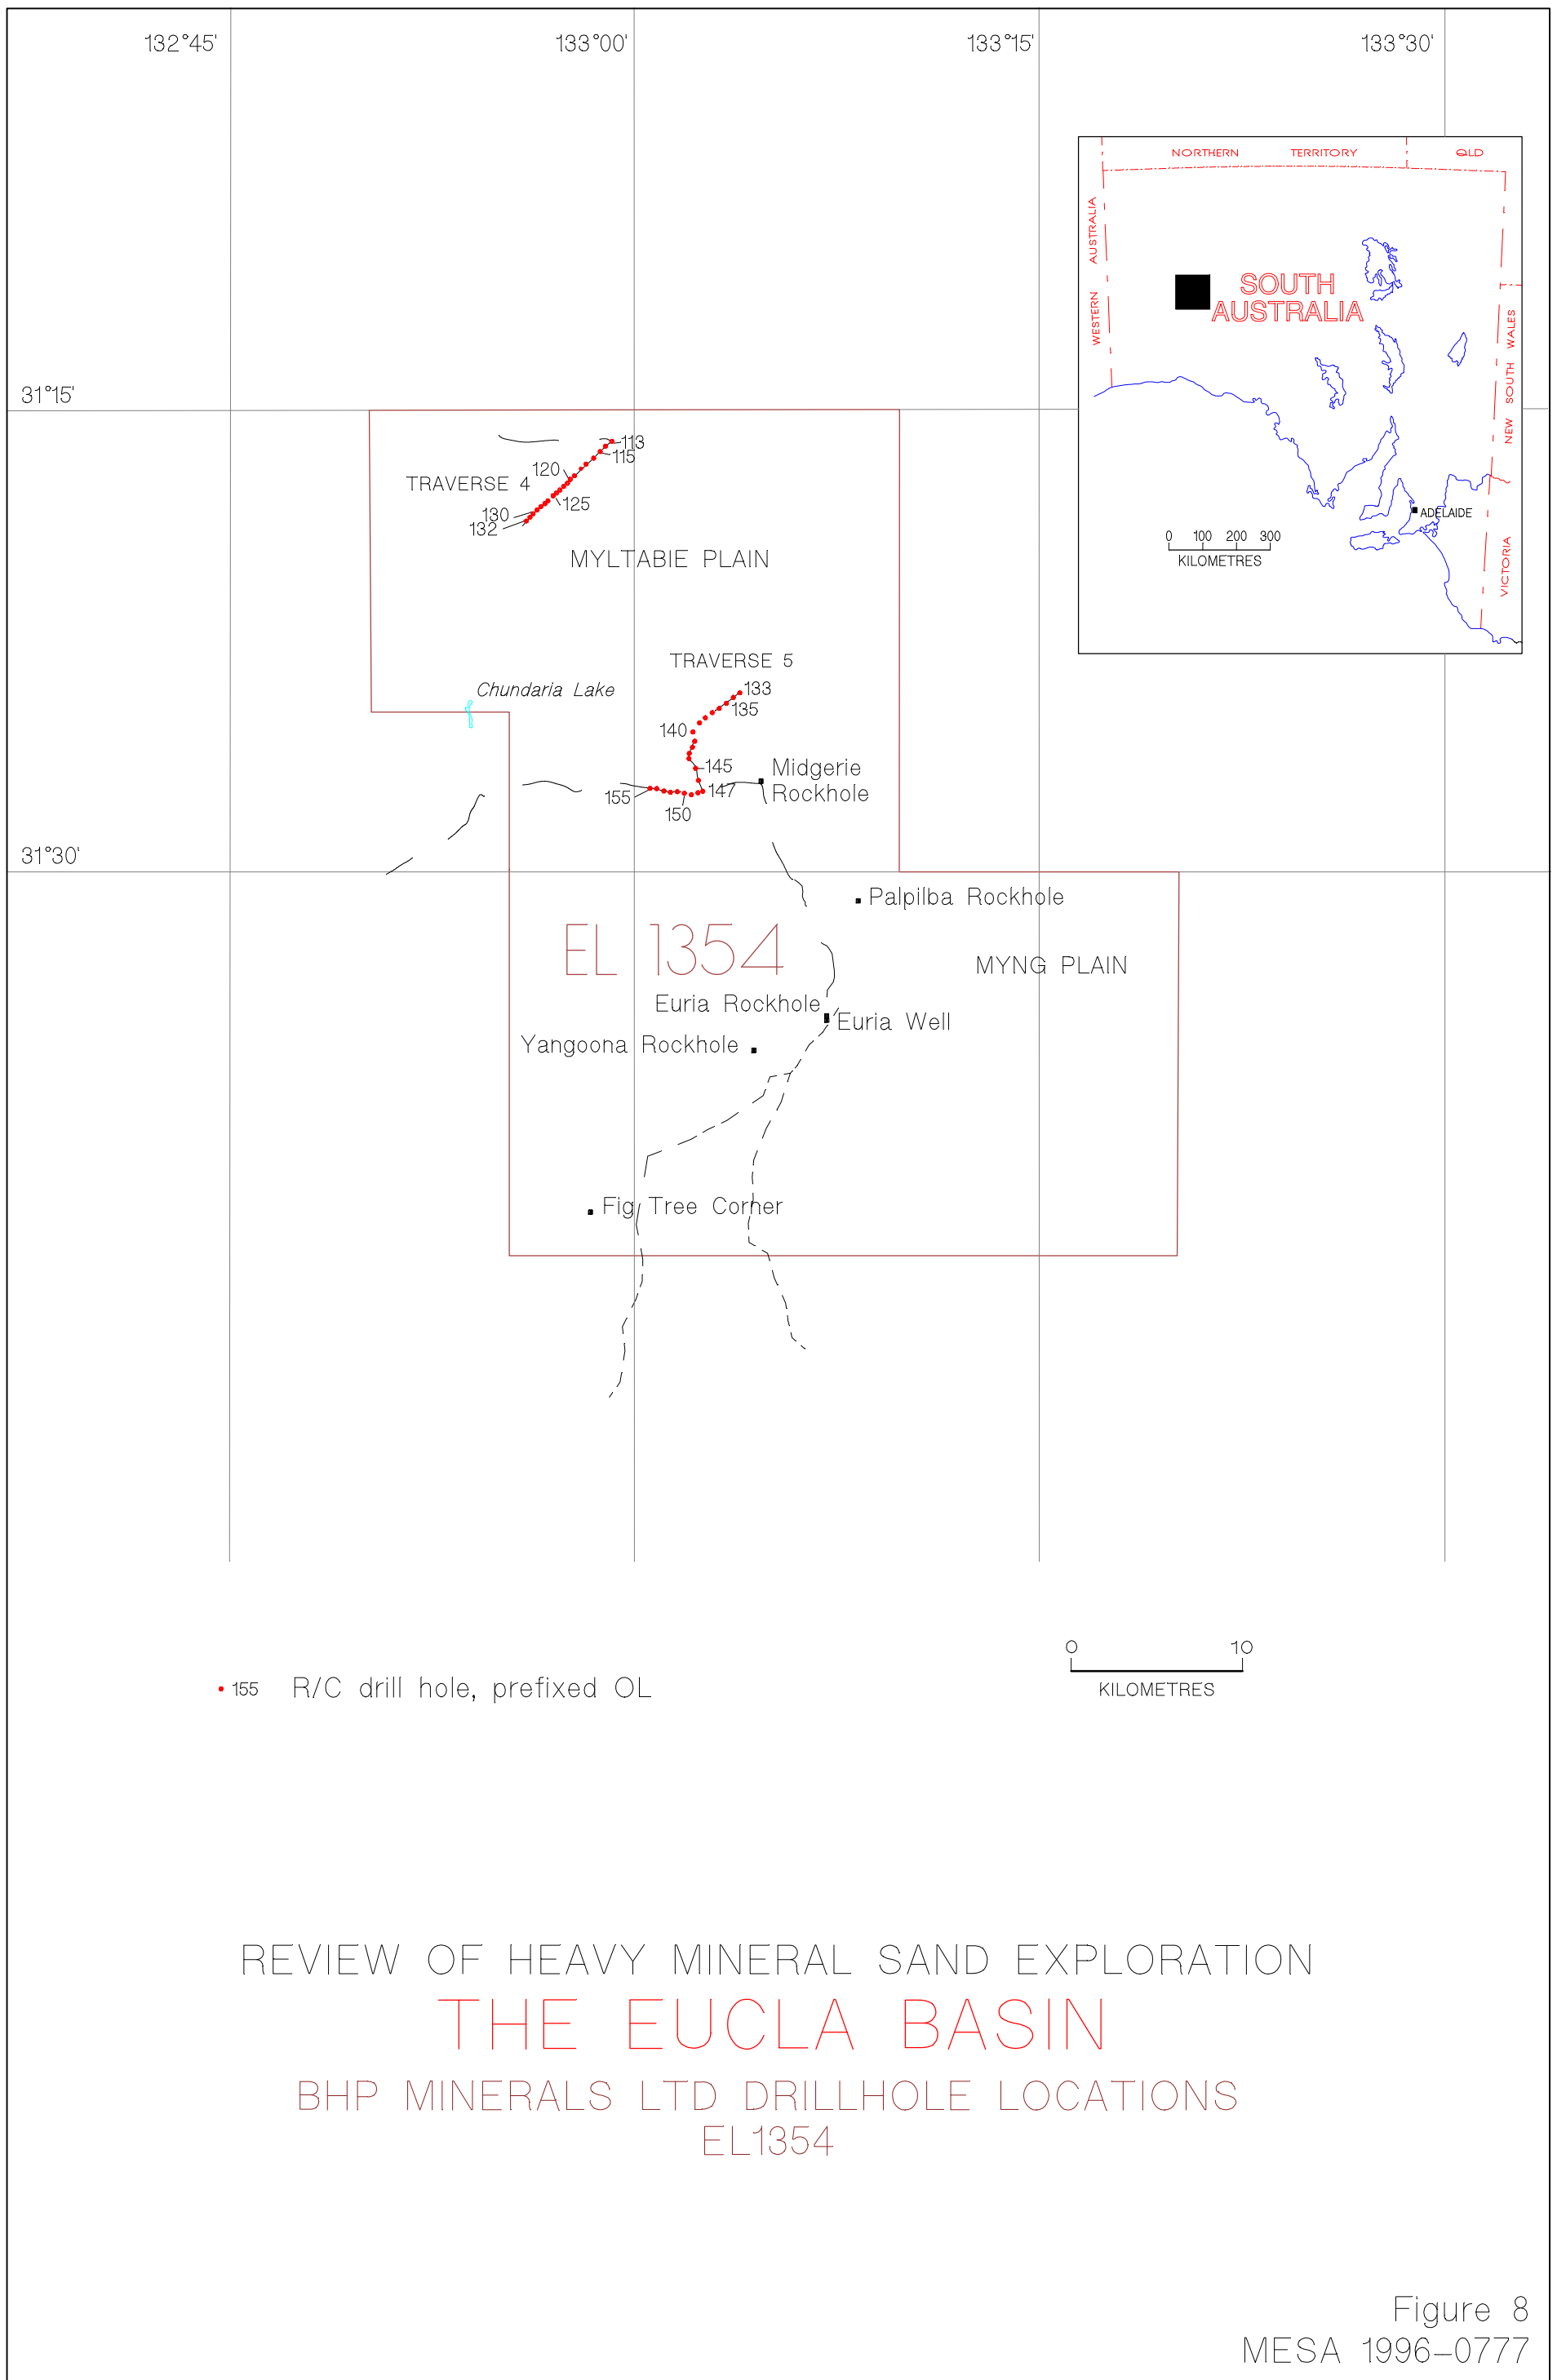 132°45'
133°00'
133°15'
133°30'
NORTHERN TERRITORY
QLD
WESTERN AUSTRALIA
SOUTH
AUSTRALIA
NEW SOUTH WALES
ADELAIDE
0 100 200 300
KILOMETRES
VICTORIA
31°15'
113
115
120
TRAVERSE 4
125
130
132
MYLTABIE PLAIN
TRAVERSE 5
Chundaria Lake
133
135
140
145
Midgerie
Rockhole
147
155
150
31°30'
Palpilba Rockhole
EL 1354
MYNG PLAIN
Euria Rockhole
Euria Well
Yangoona Rockhole
Fig Tree Corner
0 10
KILOMETRES
155 R/C drill hole, prefixed OL
REVIEW OF HEAVY MINERAL SAND EXPLORATION
THE EUCLA BASIN
BHP MINERALS LTD DRILLHOLE LOCATIONS
EL1354
Figure 8
MESA 1996-0777